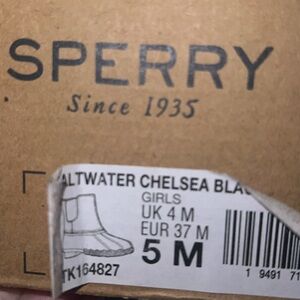 SPERRY
Since 1935
ALTWATER CHELSEA BLA
GIRLS
UK 4 M
EUR 37 M
5 M
TK164827
1 9491 71